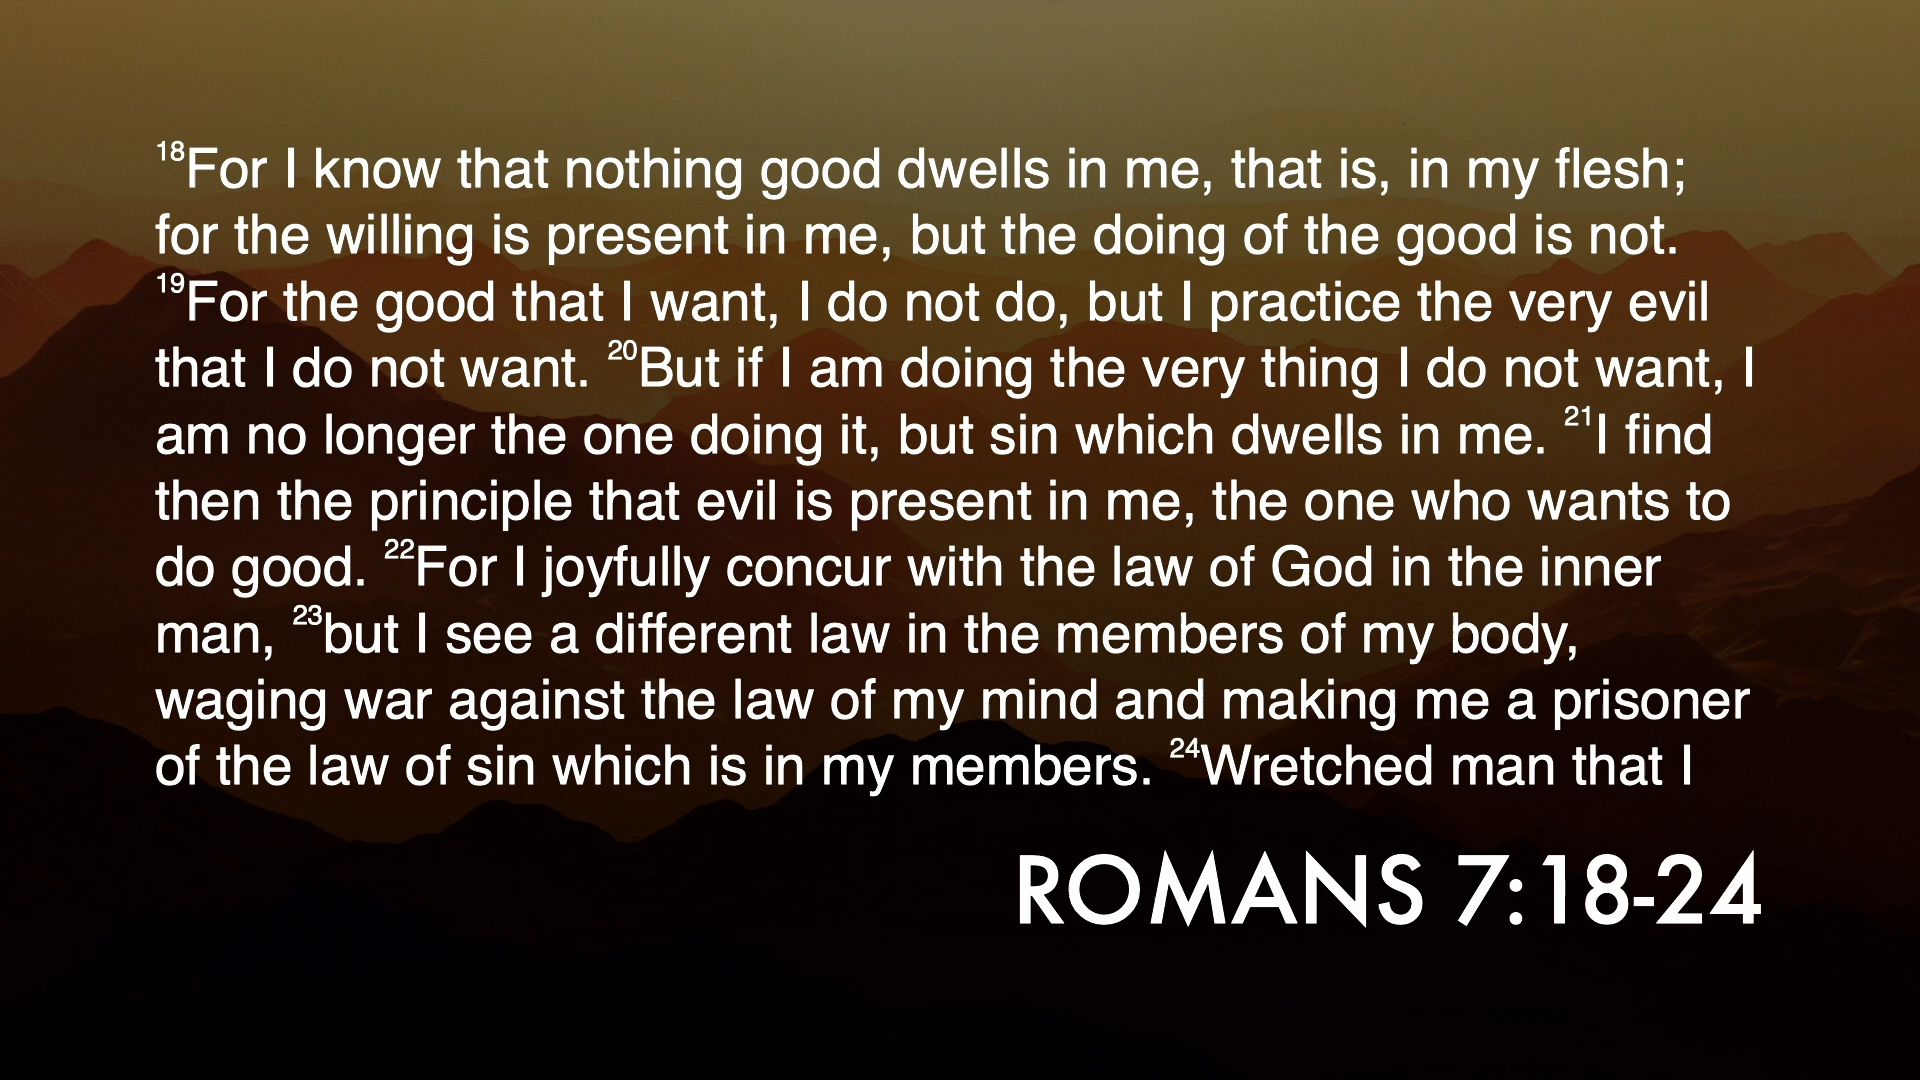 18For I know that nothing good dwells in me, that is, in my flesh;
for the willing is present in me, but the doing of the good is not.
19For the good that I want, I do not do, but I practice the very evil
that I do not want. 20But if I am doing the very thing I do not want, I
am no longer the one doing it, but sin which dwells in me. 21I find
then the principle that evil is present in me, the one who wants to
do good. 22For I joyfully concur with the law of God in the inner
man, 23but I see a different law in the members of my body,
waging war against the law of my mind and making me a prisoner
of the law of sin which is in my members. 24Wretched man that I
ROMANS 7:18-24